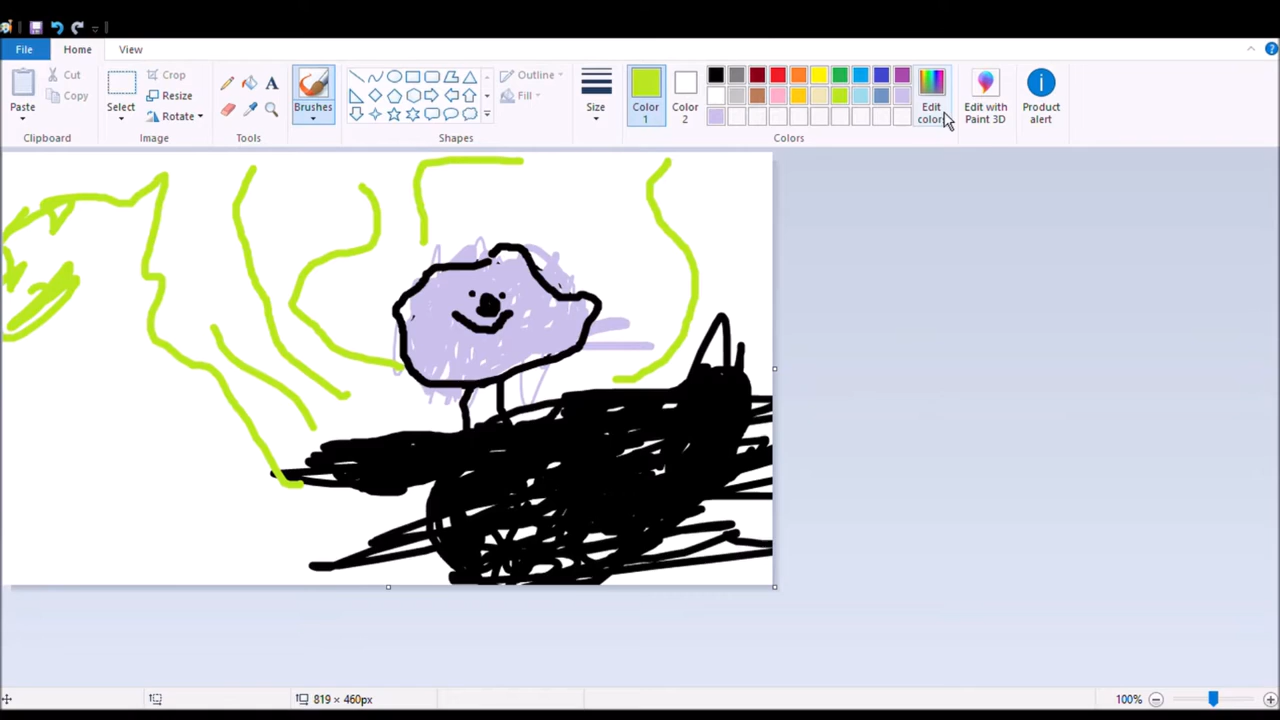 File Home View
Cut
Copy
Paste
Clipboard
Select
Crop
Resize
Rotate
Image
Tools
Brushes
Outline
Fill
Shapes
Size
Color
1
Color
2
Edit
colors
Colors
Edit with
Paint 3D
Product
alert
819 × 460px
100%